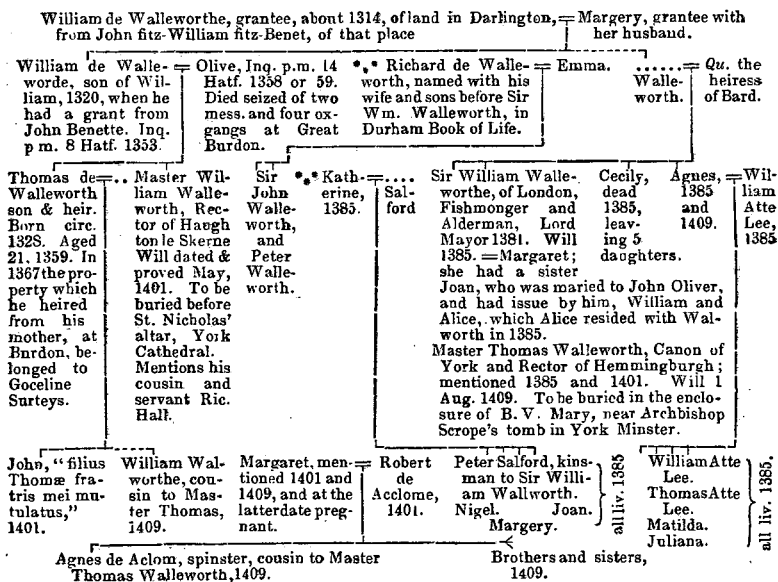 William de Walleworthe, grantee, about 1314, of land in Darlington, = Margery, grantee with
from John fitz-William fitz-Benet, of that place
her husband.
William de Walle-
worde, son of Wil-
liam, 1320, when he
had a grant from
John Benette. Inq.
p m. 8 Hatf. 1353.
= Olive, Inq. p.m. 14
Hatf. 1358 or 59.
Died seized of two
mess. and four ox-
gangs at Great
Burdon.
*.* Richard de Walle-
worth, named with his
wife and sons before Sir
Wm. Walleworth, in
Durham Book of Life.
= Emma.
......
Walle-
worth.
= Qu. the
heiress
of Bard.
Thomas de
Walleworth
son & heir.
Born circ.
132S. Aged
21, 1359. In
1367 the pro-
perty which
he heired
from his
mother, at
Burdon, be-
longed to
Goceline
Surteys.
=..
Master Wil-
liam Walle-
worth, Rec-
tor of Haugh
ton le Skerne
Will dated &
proved May,
1401. To be
buried before
St. Nicholas'
altar, York
Cathedral.
Mentions his
cousin and
servant Ric.
Hall.
Sir
John
Walle-
worth,
and
Peter
Walle-
worth.
*.* Kath-
erine,
1385.
=....
Sal-
ford
Sir William Walle-
worthe, of London,
Fishmonger and
Alderman, Lord
Mayor 1381. Will
1385. = Margaret;
she had a sister
Joan, who was maried to John Oliver,
and had issue by him, William and
Alice, which Alice resided with Wal-
worth in 1385.
Master Thomas Walleworth, Canon of
York and Rector of Hemmingburgh;
mentioned 1385 and 1401. Will 1
Aug. 1409. To be buried in the enclo-
sure of B. V. Mary, near Archbishop
Scrope's tomb in York Minster.
Cecily,
dead
1385,
leav-
ing 5
daughters.
Agnes,
1385
and
1409.
= Wil-
liam
Atte
Lee,
1385
John, "filius
Thomæ fra-
tris mei mu-
tulatus,"
1401.
William Wal-
worthe, cou-
sin to Mas-
ter Thomas,
1409.
Margaret, men-
tioned 1401 and
1409, and at the
latter date preg-
nant.
= Robert
de
Acclome,
1401.
Peter Salford, kins-
man to Sir Willi-
am Wallworth.
Nigel. Joan.
Margery.
all liv. 1385
William Atte
Lee.
Thomas Atte
Lee.
Matilda.
Juliana.
all liv. 1385.
Agnes de Aclom, spinster, cousin to Master
Thomas Walleworth, 1409.
Brothers and sisters,
1409.